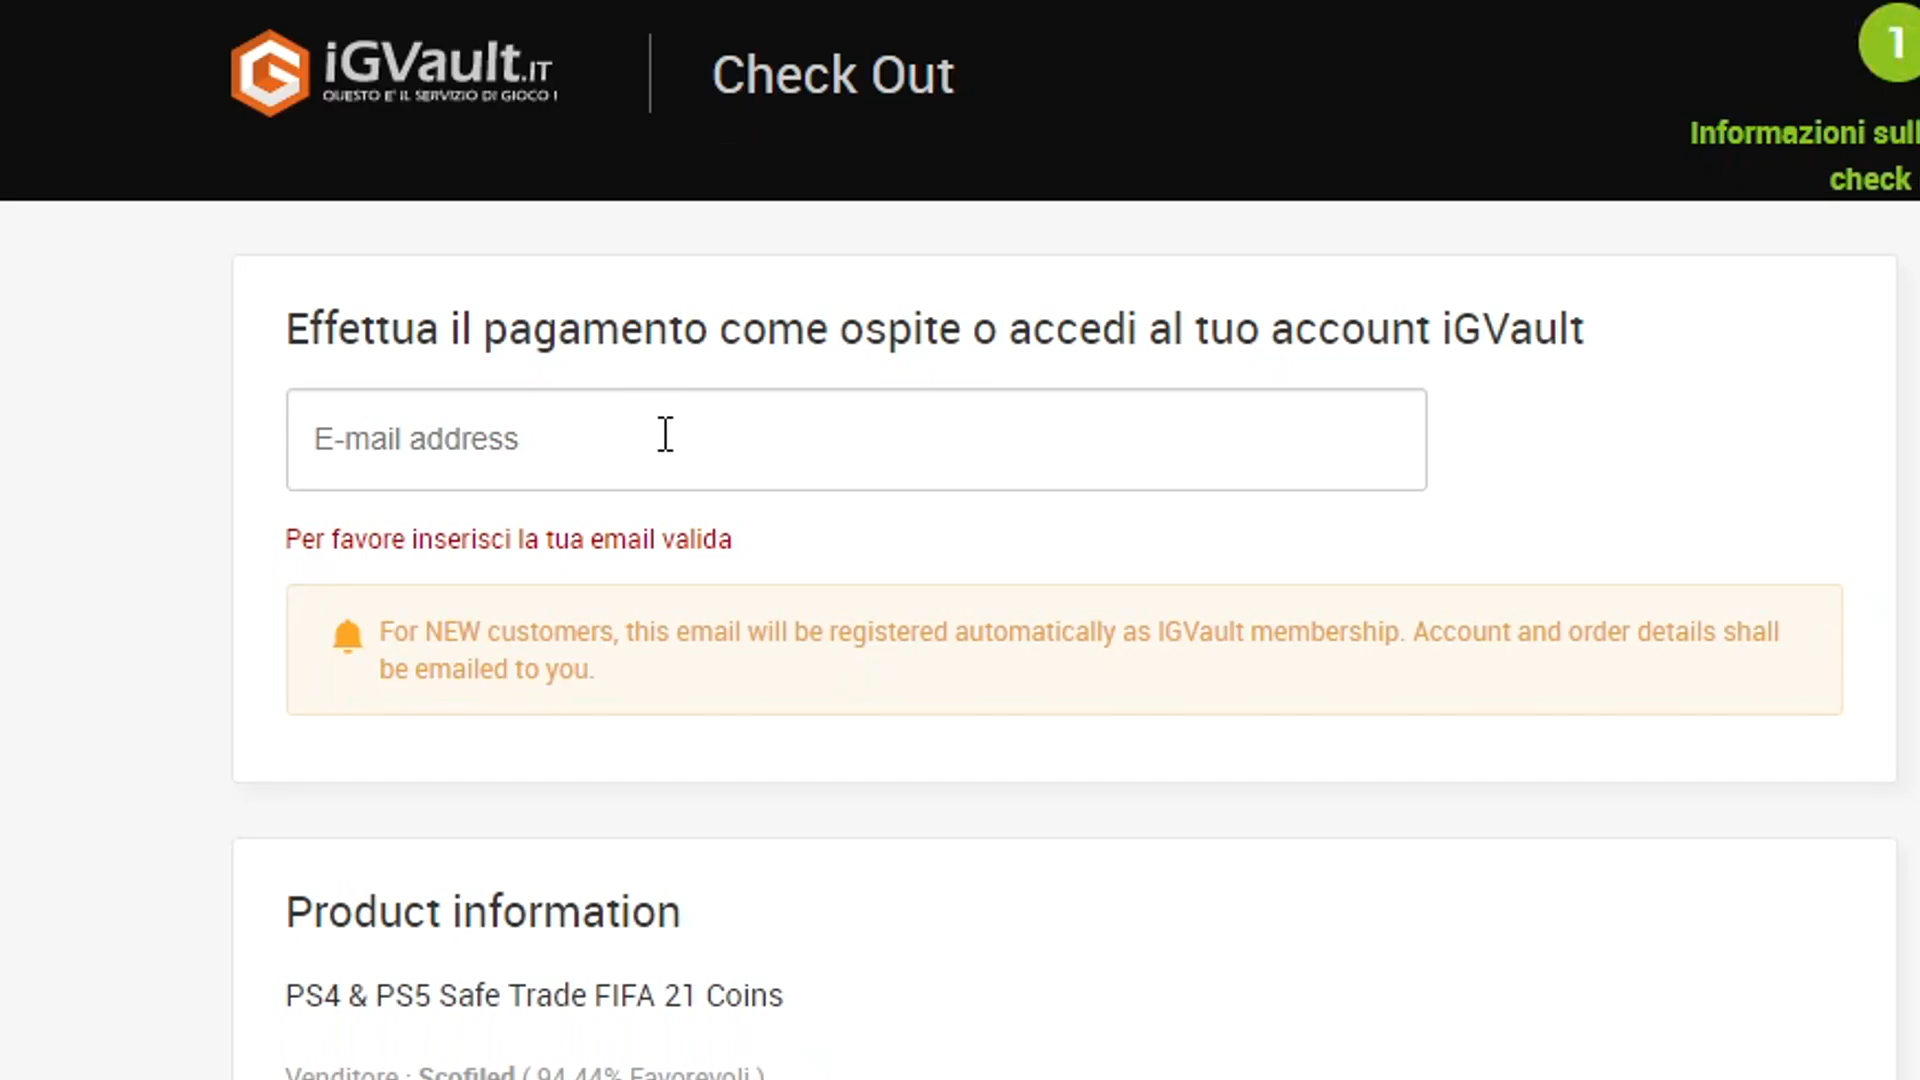 iGVault.IT
QUESTO E' IL SERVIZIO DI GIOCO !
Check Out
1
Informazioni sull
check
Effettua il pagamento come ospite o accedi al tuo account iGVault
E-mail address
Per favore inserisci la tua email valida
For NEW customers, this email will be registered automatically as IGVault membership. Account and order details shall
be emailed to you.
Product information
PS4 & PS5 Safe Trade FIFA 21 Coins
Venditore : Scofiled ( 94.44% Favorevoli )